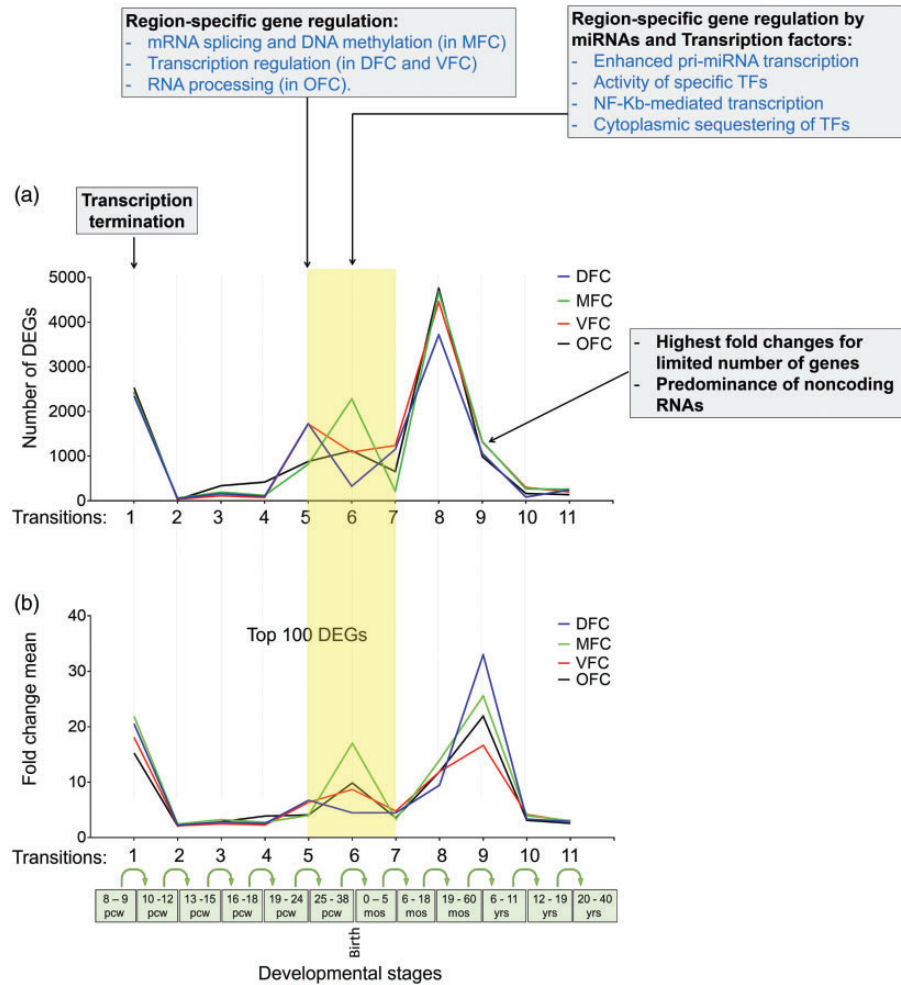 Region-specific gene regulation:
- mRNA splicing and DNA methylation (in MFC)
- Transcription regulation (in DFC and VFC)
- RNA processing (in OFC).
Region-specific gene regulation by
miRNAs and Transription factors:
- Enhanced pri-miRNA transcription
- Activity of specific TFs
- NF-Kb-mediated transcription
- Cytoplasmic sequestering of TFs
(a)
Transcription
termination
Number of DEGs
5000
4000
3000
2000
1000
0
DFC
MFC
VFC
OFC
- Highest fold changes for
limited number of genes
- Predominance of noncoding
RNAs
Transitions: 1 2 3 4 5 6 7 8 9 10 11
(b)
Top 100 DEGs
Fold change mean
40
30
20
10
0
DFC
MFC
VFC
OFC
Transitions: 1 2 3 4 5 6 7 8 9 10 11
8 – 9 10 -12 13 -15 16 -18 19 - 24 25 - 38 0 – 5 6 - 18 19 - 60 6 - 11 12 - 19 20 - 40
pcw pcw pcw pcw pcw pcw mos mos mos yrs yrs yrs
Birth
Developmental stages